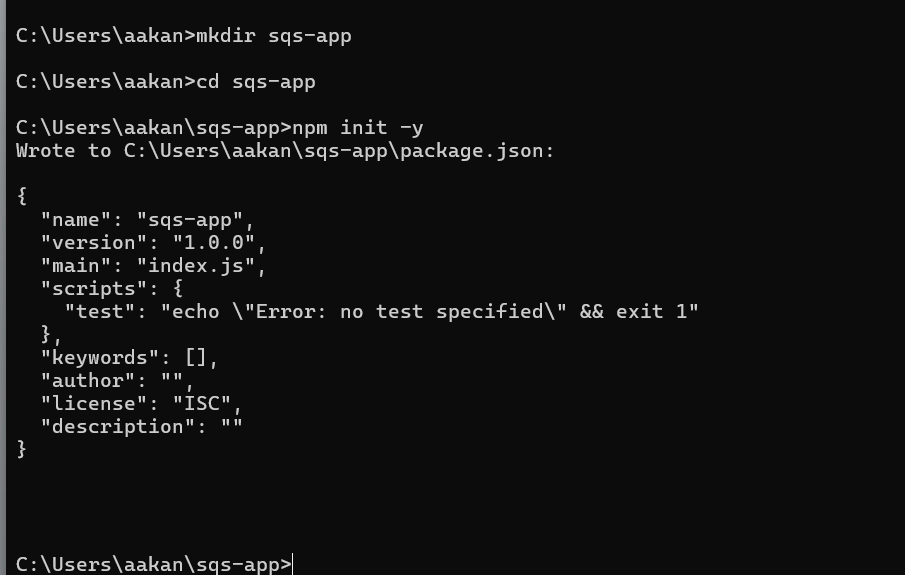 C:\Users\aakan>mkdir sqs-app
C:\Users\aakan>cd sqs-app
C:\Users\aakan\sqs-app>npm init -y
Wrote to C:\Users\aakan\sqs-app\package.json:
{
  "name": "sqs-app",
  "version": "1.0.0",
  "main": "index.js",
  "scripts": {
    "test": "echo \"Error: no test specified\" && exit 1"
  },
  "keywords": [],
  "author": "",
  "license": "ISC",
  "description": ""
}
C:\Users\aakan\sqs-app>